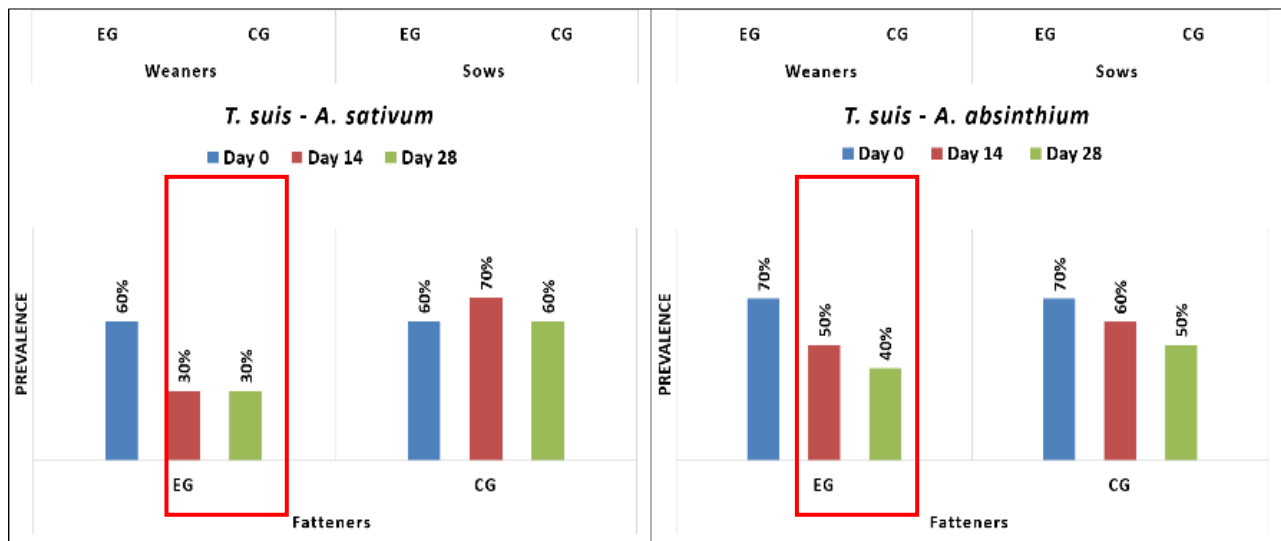 EG CG EG CG
Weaners Sows
T. suis - A. sativum
Day 0 Day 14 Day 28
PREVALENCE
60% 30% 30% 60% 70% 60%
EG CG
Fatteners
EG CG EG CG
Weaners Sows
T. suis - A. absinthium
Day 0 Day 14 Day 28
PREVALENCE
70% 50% 40% 70% 60% 50%
EG CG
Fatteners